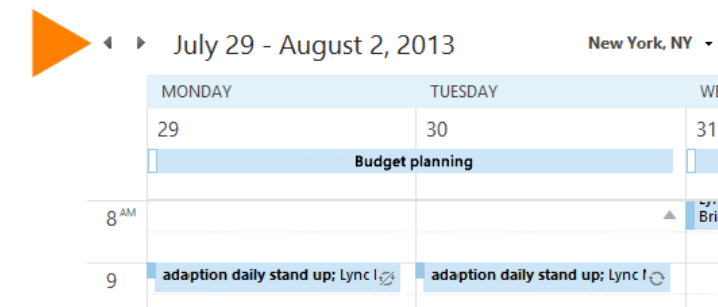 July 29 - August 2, 2013
New York, NY
MONDAY TUESDAY
29 30 31
Budget planning
8 AM
9 adaption daily stand up; Lync adaption daily stand up; Lync